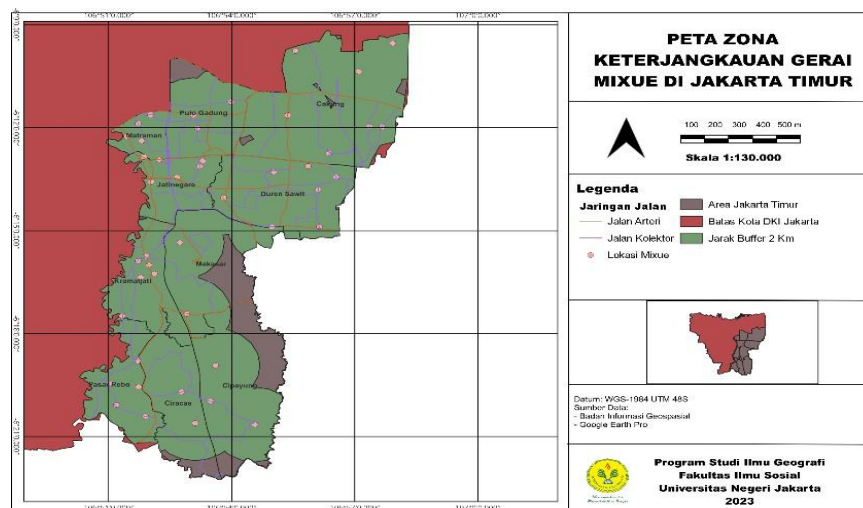 PETA ZONA
KETERJANGKAUAN GERAI
MIXUE DI JAKARTA TIMUR
100 200 300 400 500 m
Skala 1:130.000
Legenda
Jaringan Jalan
Jalan Arteri
Jalan Kolektor
Lokasi Mixue
Area Jakarta Timur
Batas Kota DKI Jakarta
Jarak Buffer 2 Km
Datum: WGS-1984 UTM 48S
Sumber Data:
- Badan Informasi Geospasial
- Google Earth Pro
Program Studi Ilmu Geografi
Fakultas Ilmu Sosial
Universitas Negeri Jakarta
2023
Pulo Gadung
Cakung
Matraman
Jatinegara
Duren Sawit
Makasar
Kramatjati
Pasar Rebo
Ciracas
Cipayung